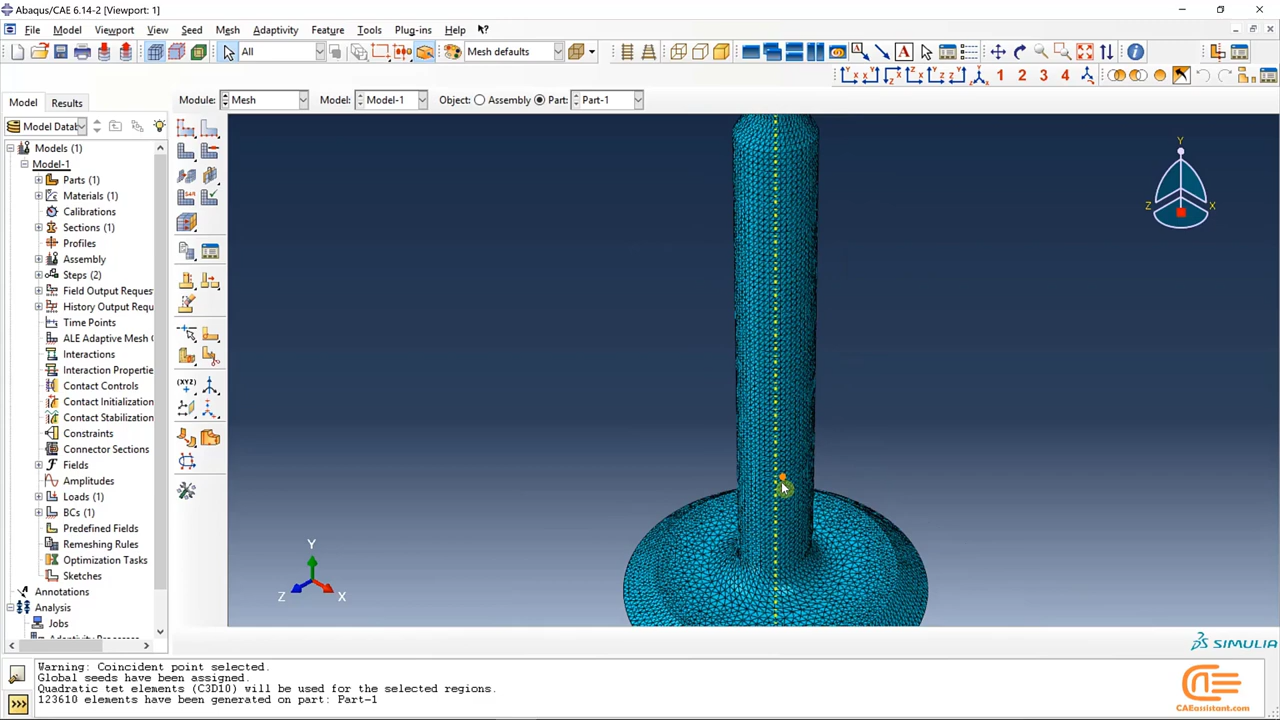 Abaqus/CAE 6.14-2 [Viewport: 1]
File Model Viewport View Seed Mesh Adaptivity Feature Tools Plug-ins Help
All
Mesh defaults
1 2 3 4
Model Results
Module: Mesh Model: Model-1 Object: Assembly Part: Part-1
Model Datab
Models (1)
Model-1
Parts (1)
Materials (1)
Calibrations
Sections (1)
Profiles
Assembly
Steps (2)
Field Output Reques
History Output Requ
Time Points
ALE Adaptive Mesh C
Interactions
Interaction Propertie
Contact Controls
Contact Initialization
Contact Stabilization
Constraints
Connector Sections
Fields
Amplitudes
Loads (1)
BCs (1)
Predefined Fields
Remeshing Rules
Optimization Tasks
Sketches
Annotations
Analysis
Jobs
Adaptivity Processes
(XYZ)
Y
Z X
Y
Z X
SIMULIA
Warning: Coincident point selected.
Global seeds have been assigned.
Quadratic tet elements (C3D10) will be used for the selected regions.
123610 elements have been generated on part: Part-1
>>>
CAEassistant.com